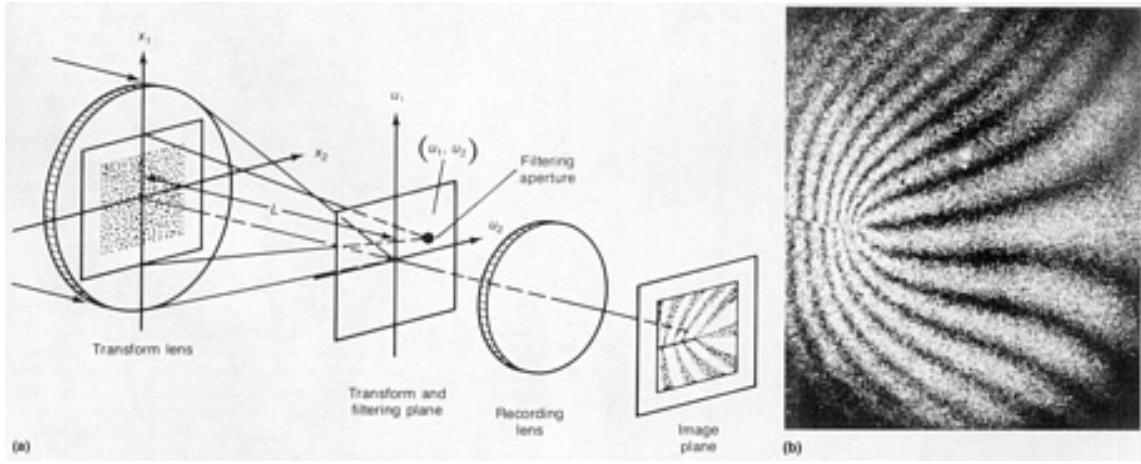 x₁
x₂
L
u₁
(u₁, u₂)
Filtering
aperture
u₂
Transform lens
Transform and
filtering plane
Recording
lens
Image
plane
(a)
(b)